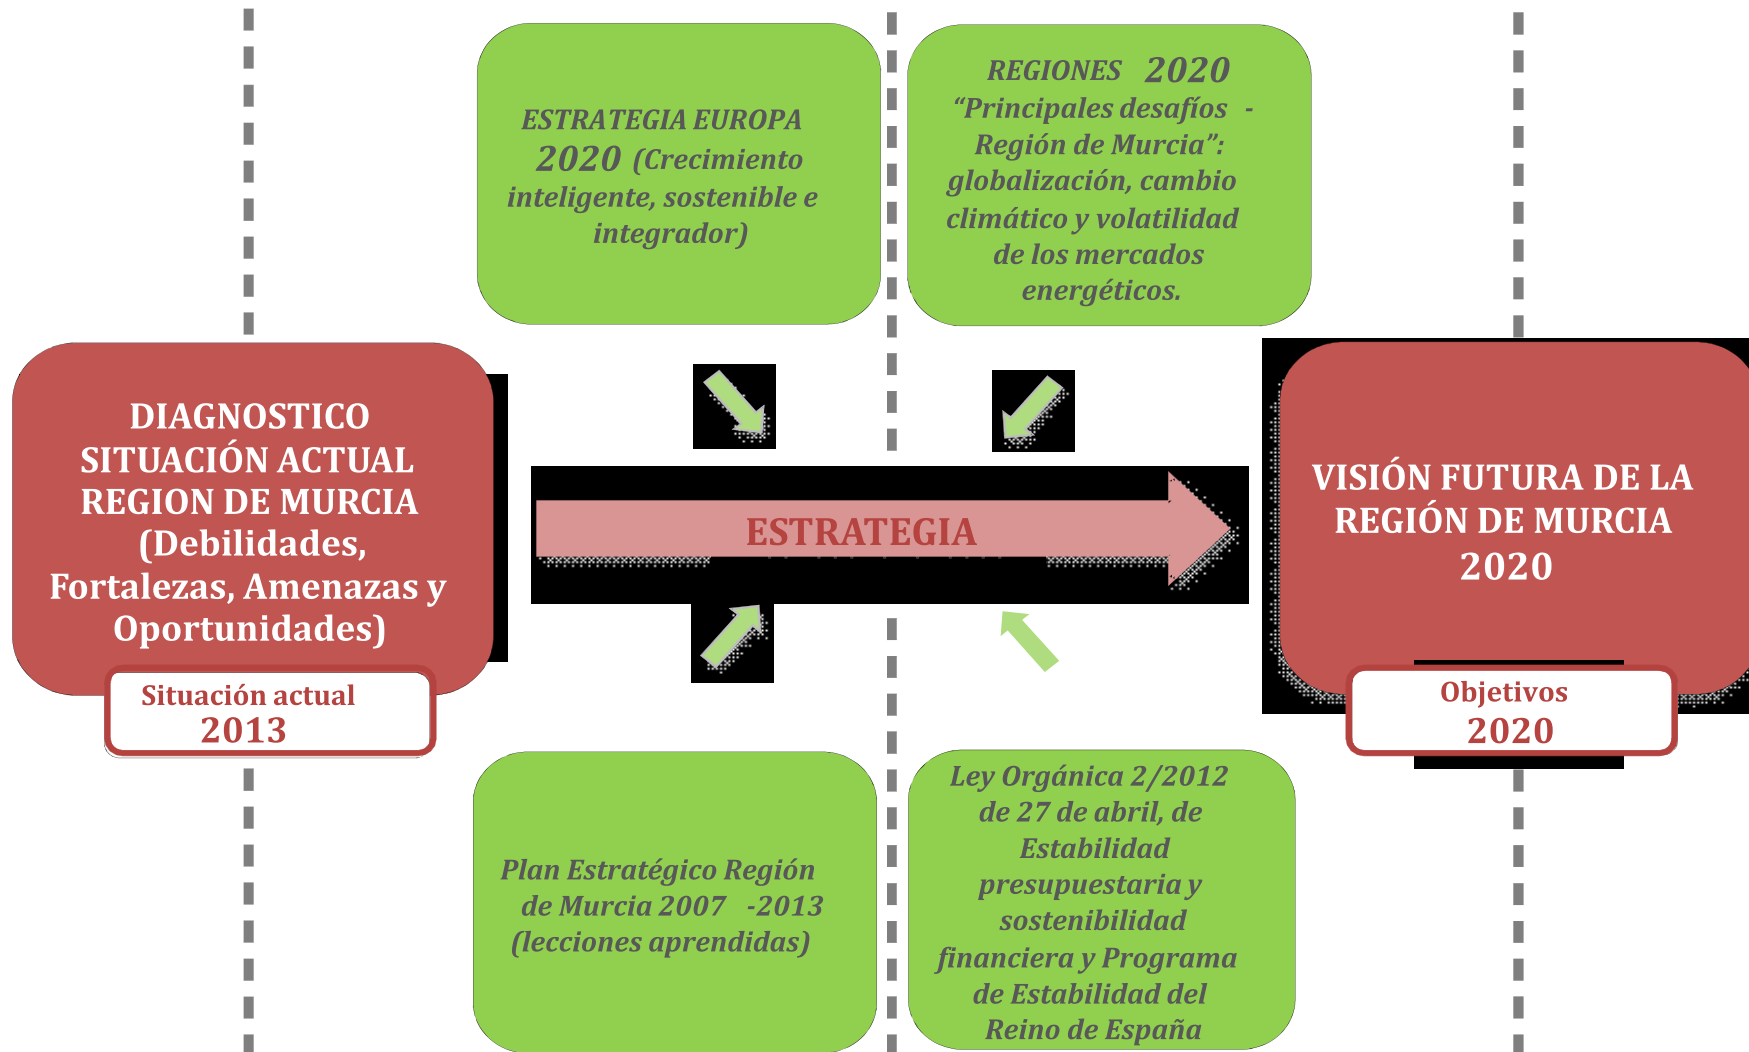 ESTRATEGIA EUROPA
2020 (Crecimiento
inteligente, sostenible e
integrador)
REGIONES 2020
“Principales desafíos -
Región de Murcia”:
globalización, cambio
climático y volatilidad
de los mercados
energéticos.
DIAGNOSTICO
SITUACIÓN ACTUAL
REGION DE MURCIA
(Debilidades,
Fortalezas, Amenazas y
Oportunidades)
Situación actual
2013
ESTRATEGIA
VISIÓN FUTURA DE LA
REGIÓN DE MURCIA
2020
Objetivos
2020
Plan Estratégico Región
de Murcia 2007 -2013
(lecciones aprendidas)
Ley Orgánica 2/2012
de 27 de abril, de
Estabilidad
presupuestaria y
sostenibilidad
financiera y Programa
de Estabilidad del
Reino de España